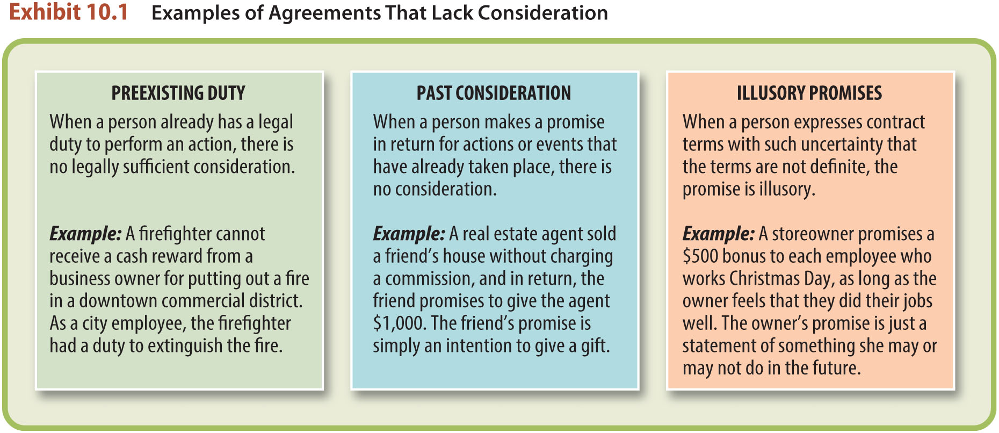 Exhibit 10.1 Examples of Agreements That Lack Consideration
PREEXISTING DUTY
When a person already has a legal
duty to perform an action, there is
no legally sufficient consideration.
Example: A firefighter cannot
receive a cash reward from a
business owner for putting out a fire
in a downtown commercial district.
As a city employee, the firefighter
had a duty to extinguish the fire.
PAST CONSIDERATION
When a person makes a promise
in return for actions or events that
have already taken place, there is
no consideration.
Example: A real estate agent sold
a friend’s house without charging
a commission, and in return, the
friend promises to give the agent
$1,000. The friend’s promise is
simply an intention to give a gift.
ILLUSORY PROMISES
When a person expresses contract
terms with such uncertainty that
the terms are not definite, the
promise is illusory.
Example: A storeowner promises a
$500 bonus to each employee who
works Christmas Day, as long as the
owner feels that they did their jobs
well. The owner’s promise is just a
statement of something she may or
may not do in the future.